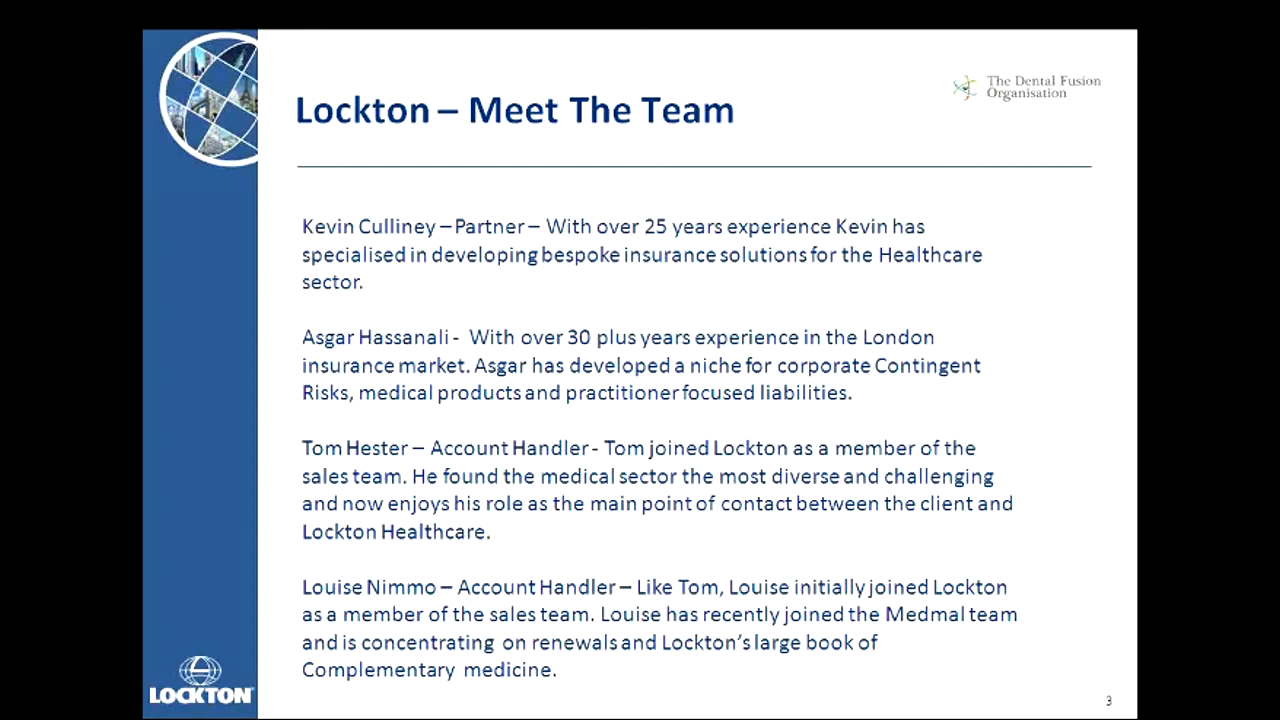 The Dental Fusion
Organisation
Lockton – Meet The Team
Kevin Culliney – Partner – With over 25 years experience Kevin has
specialised in developing bespoke insurance solutions for the Healthcare
sector.
Asgar Hassanali - With over 30 plus years experience in the London
insurance market. Asgar has developed a niche for corporate Contingent
Risks, medical products and practitioner focused liabilities.
Tom Hester – Account Handler - Tom joined Lockton as a member of the
sales team. He found the medical sector the most diverse and challenging
and now enjoys his role as the main point of contact between the client and
Lockton Healthcare.
Louise Nimmo – Account Handler – Like Tom, Louise initially joined Lockton
as a member of the sales team. Louise has recently joined the Medmal team
and is concentrating on renewals and Lockton's large book of
Complementary medicine.
LOCKTON
3